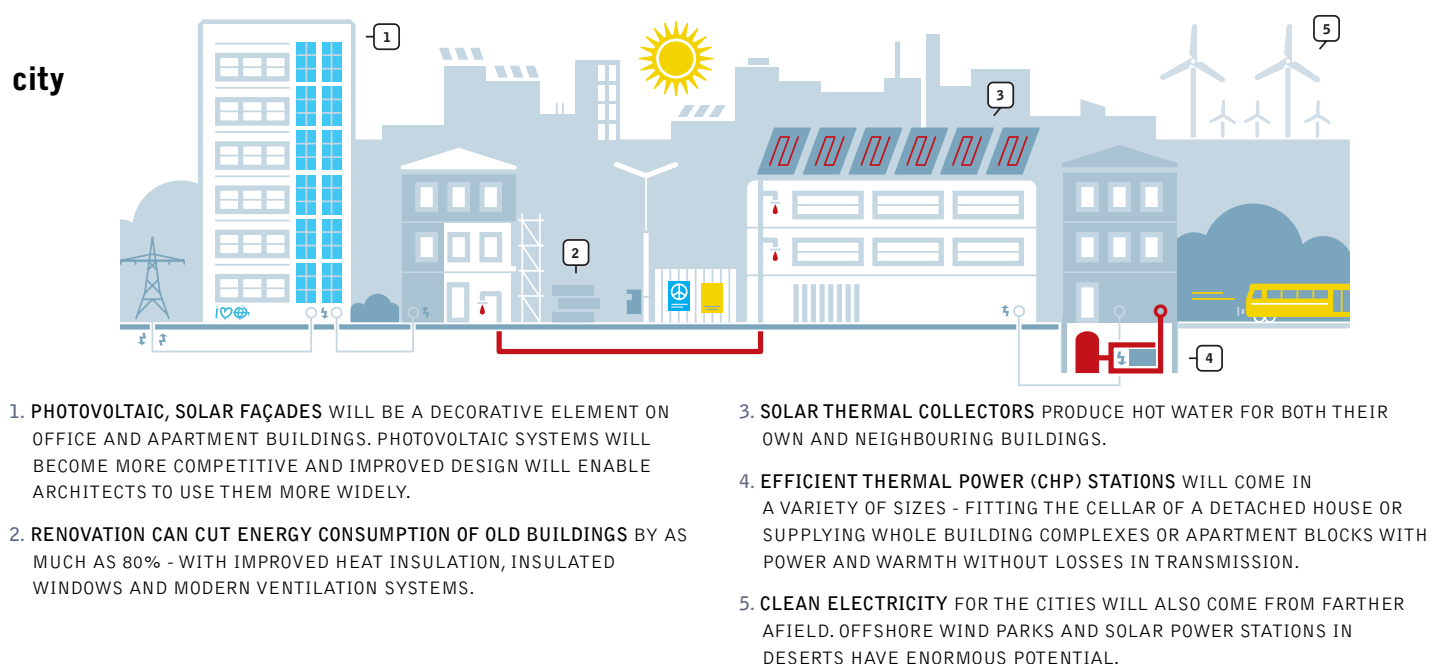 city
1
2
3
4
5
1. PHOTOVOLTAIC, SOLAR FAÇADES WILL BE A DECORATIVE ELEMENT ON
OFFICE AND APARTMENT BUILDINGS. PHOTOVOLTAIC SYSTEMS WILL
BECOME MORE COMPETITIVE AND IMPROVED DESIGN WILL ENABLE
ARCHITECTS TO USE THEM MORE WIDELY.
2. RENOVATION CAN CUT ENERGY CONSUMPTION OF OLD BUILDINGS BY AS
MUCH AS 80% - WITH IMPROVED HEAT INSULATION, INSULATED
WINDOWS AND MODERN VENTILATION SYSTEMS.
3. SOLAR THERMAL COLLECTORS PRODUCE HOT WATER FOR BOTH THEIR
OWN AND NEIGHBOURING BUILDINGS.
4. EFFICIENT THERMAL POWER (CHP) STATIONS WILL COME IN
A VARIETY OF SIZES - FITTING THE CELLAR OF A DETACHED HOUSE OR
SUPPLYING WHOLE BUILDING COMPLEXES OR APARTMENT BLOCKS WITH
POWER AND WARMTH WITHOUT LOSSES IN TRANSMISSION.
5. CLEAN ELECTRICITY FOR THE CITIES WILL ALSO COME FROM FARTHER
AFIELD. OFFSHORE WIND PARKS AND SOLAR POWER STATIONS IN
DESERTS HAVE ENORMOUS POTENTIAL.